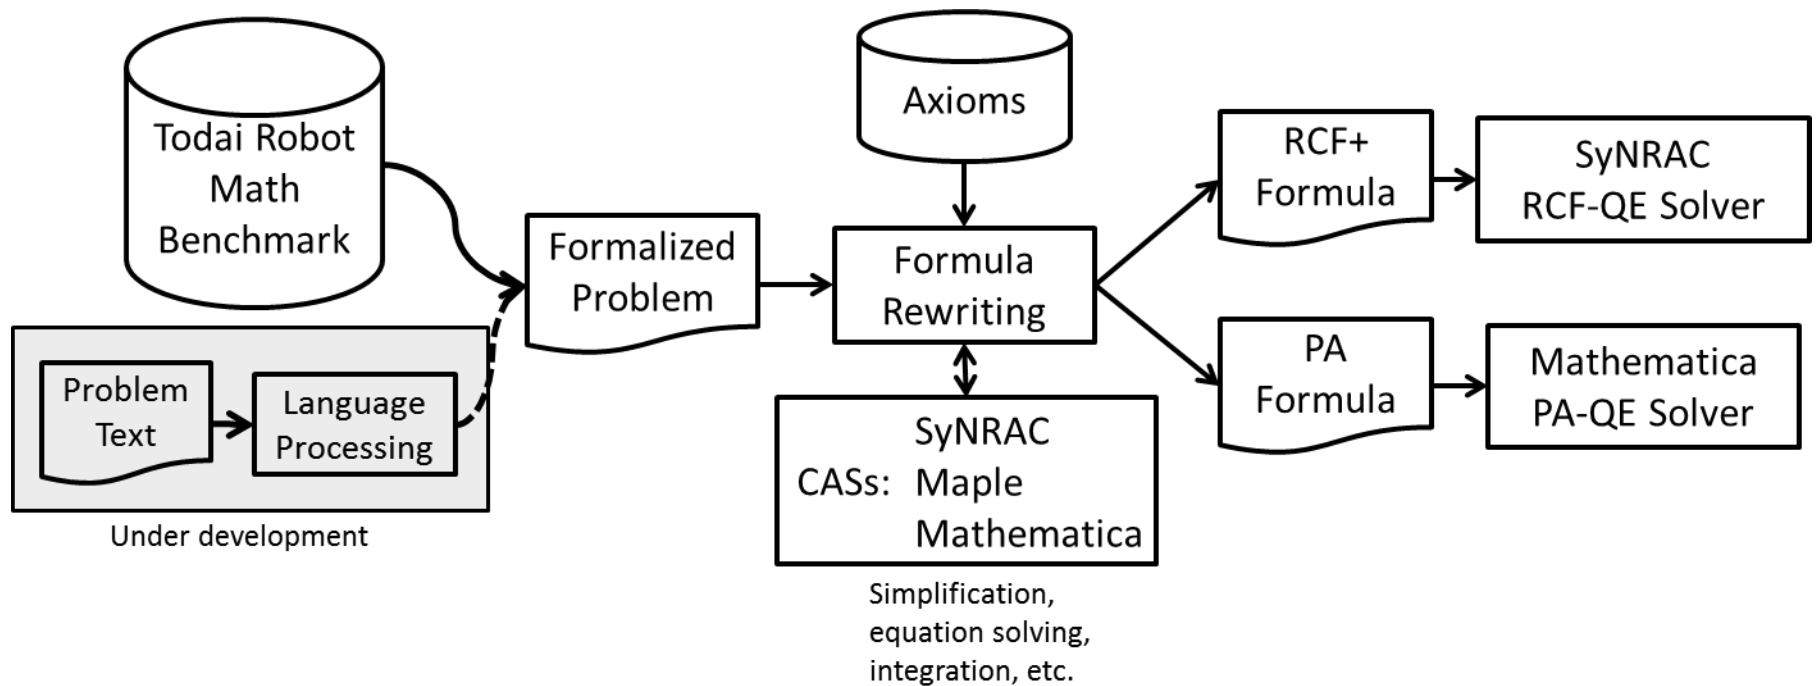 Todai Robot
Math
Benchmark
Problem
Text
Language
Processing
Under development
Formalized
Problem
Axioms
Formula
Rewriting
SyNRAC
CASs: Maple
Mathematica
Simplification,
equation solving,
integration, etc.
RCF+
Formula
SyNRAC
RCF-QE Solver
PA
Formula
Mathematica
PA-QE Solver